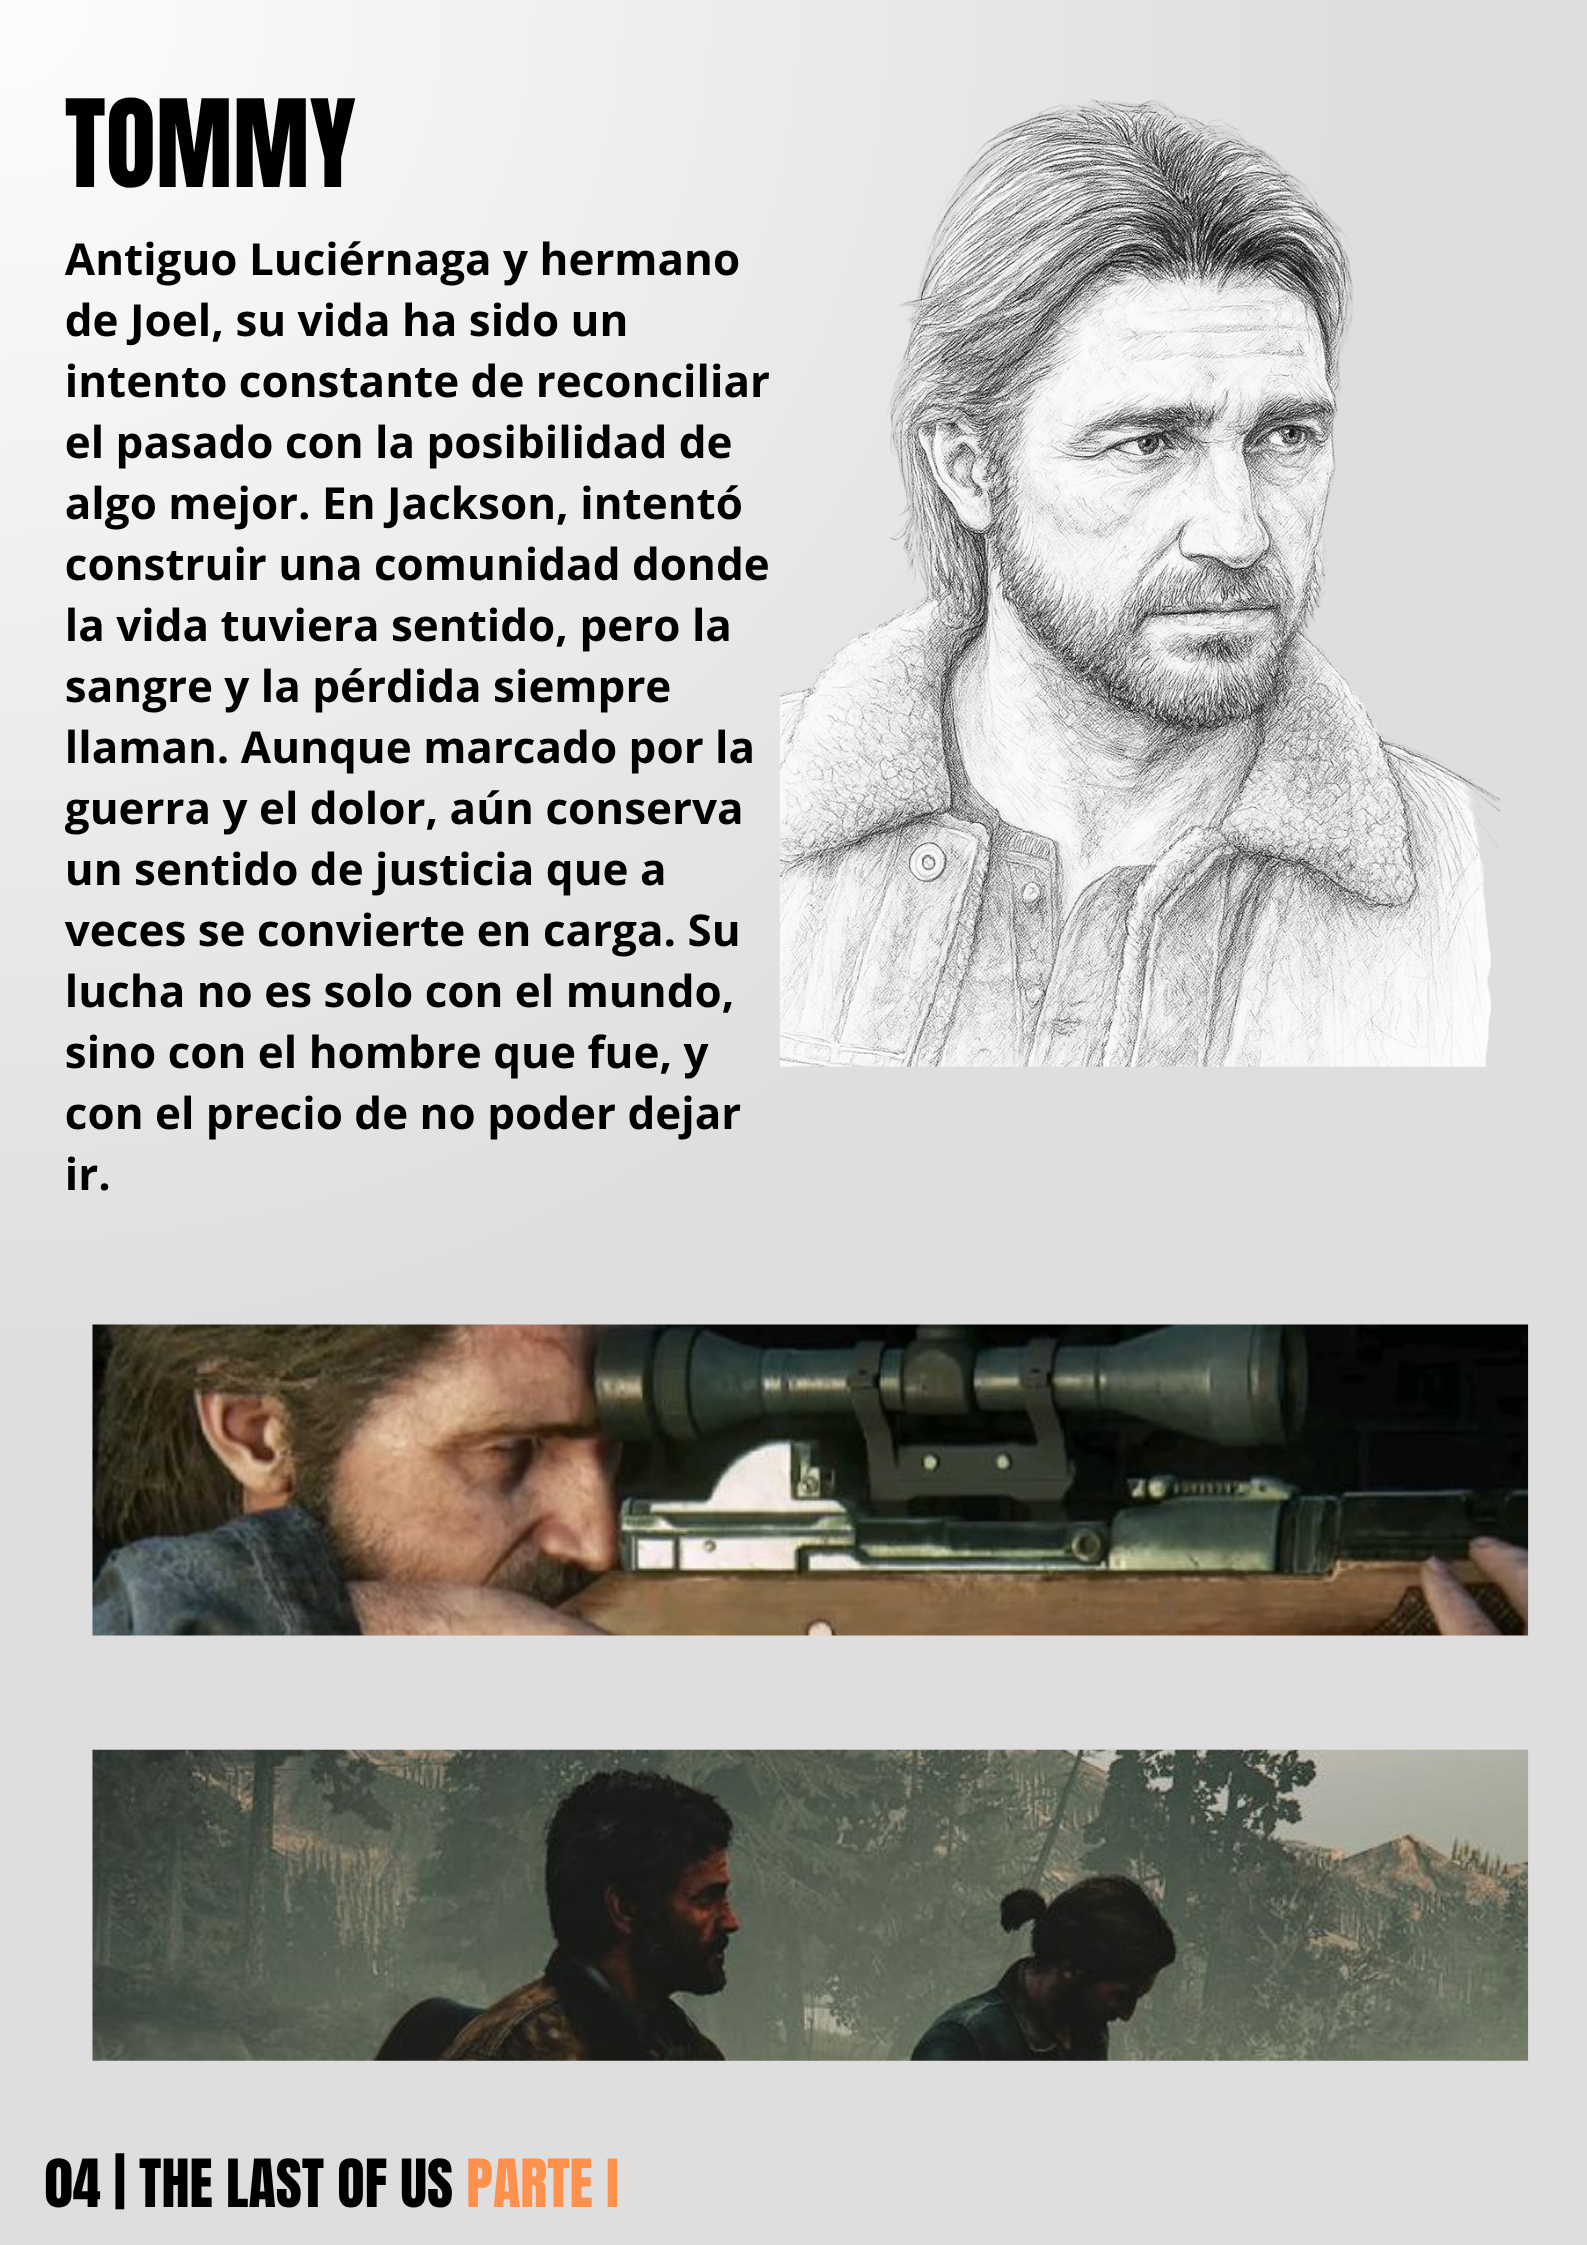 TOMMY
Antiguo Luciérnaga y hermano
de Joel, su vida ha sido un
intento constante de reconciliar
el pasado con la posibilidad de
algo mejor. En Jackson, intentó
construir una comunidad donde
la vida tuviera sentido, pero la
sangre y la pérdida siempre
llaman. Aunque marcado por la
guerra y el dolor, aún conserva
un sentido de justicia que a
veces se convierte en carga. Su
lucha no es solo con el mundo,
sino con el hombre que fue, y
con el precio de no poder dejar
ir.
04 | THE LAST OF US PARTE I